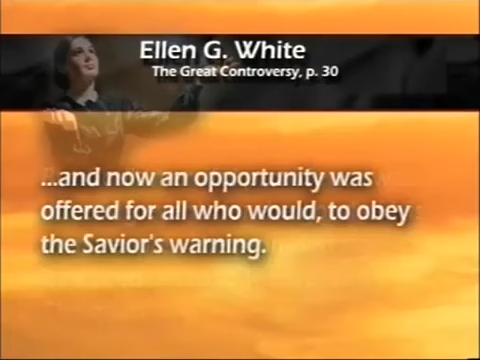 Ellen G. White
The Great Controversy, p. 30
...and now an opportunity was
offered for all who would, to obey
the Savior's warning.